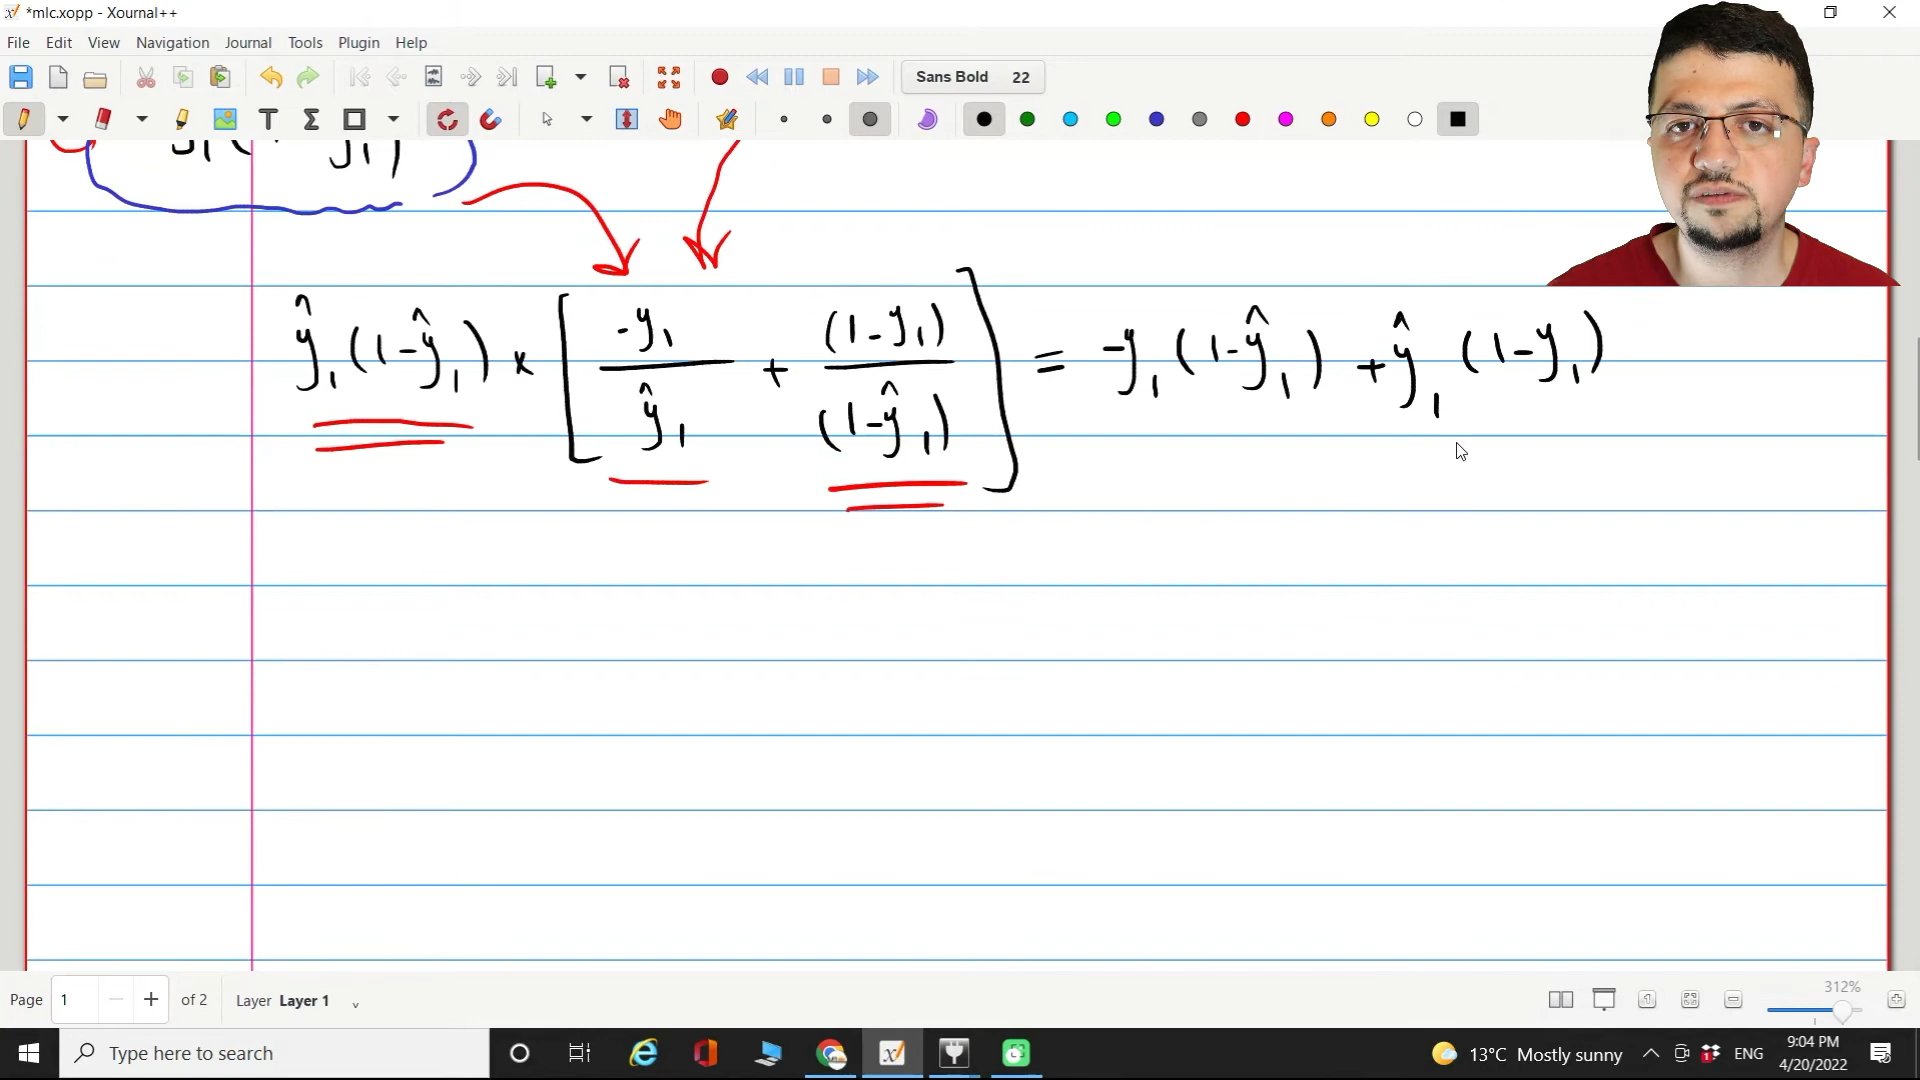 *mlc.xopp - Xournal++
File Edit View Navigation Journal Tools Plugin Help
Sans Bold 22
y₁(  ŷ₁)
ŷ₁(1-ŷ₁) × [ -y₁/ŷ₁ + (1-y₁)/(1-ŷ₁) ] = -y₁(1-ŷ₁) + ŷ₁(1-y₁)
Page 1 of 2 Layer Layer 1
312%
Type here to search
13°C Mostly sunny
ENG
9:04 PM
4/20/2022